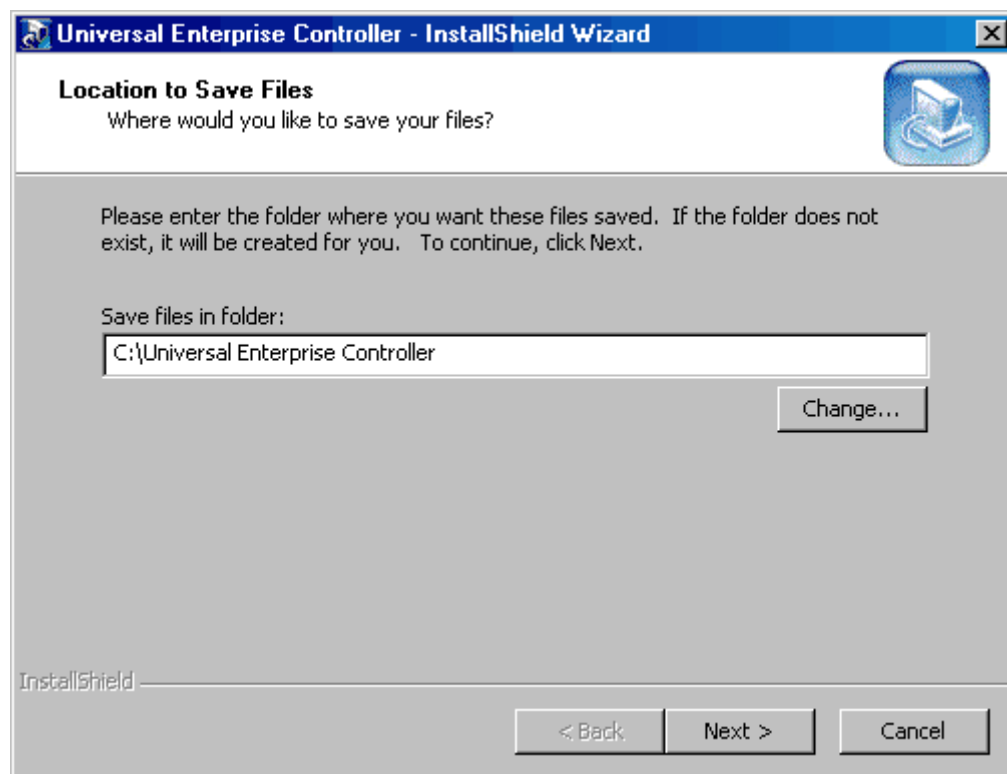 Universal Enterprise Controller - InstallShield Wizard
Location to Save Files
Where would you like to save your files?
Please enter the folder where you want these files saved.  If the folder does not
exist, it will be created for you.   To continue, click Next.
Save files in folder:
C:\Universal Enterprise Controller
Change...
InstallShield
< Back
Next >
Cancel